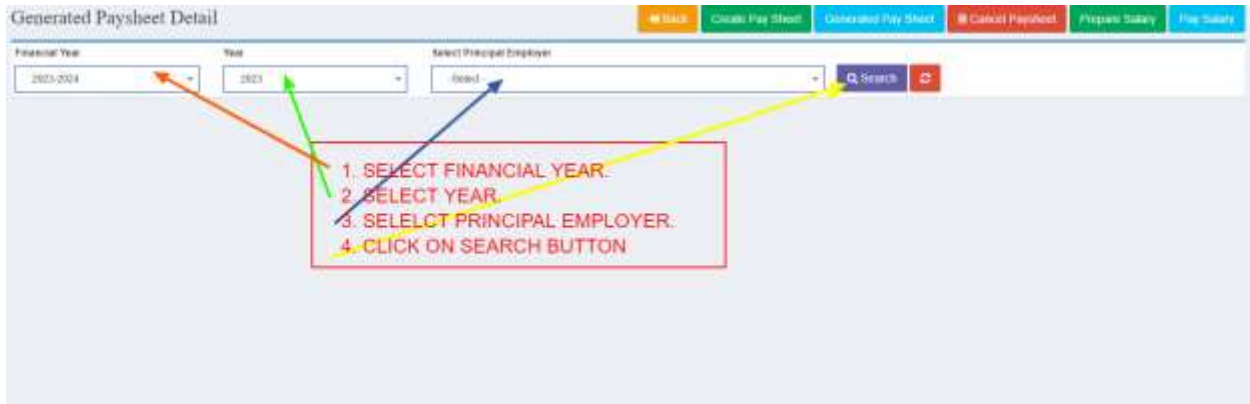 Generated Paysheet Detail
Back Create Pay Sheet Generated Pay Sheet Cancel Paysheet Prepare Salary Pay Salary
Financial Year Year Select Principal Employer
2023-2024 2023 -Select- Search
1. SELECT FINANCIAL YEAR.
2. SELECT YEAR.
3. SELELCT PRINCIPAL EMPLOYER.
4. CLICK ON SEARCH BUTTON